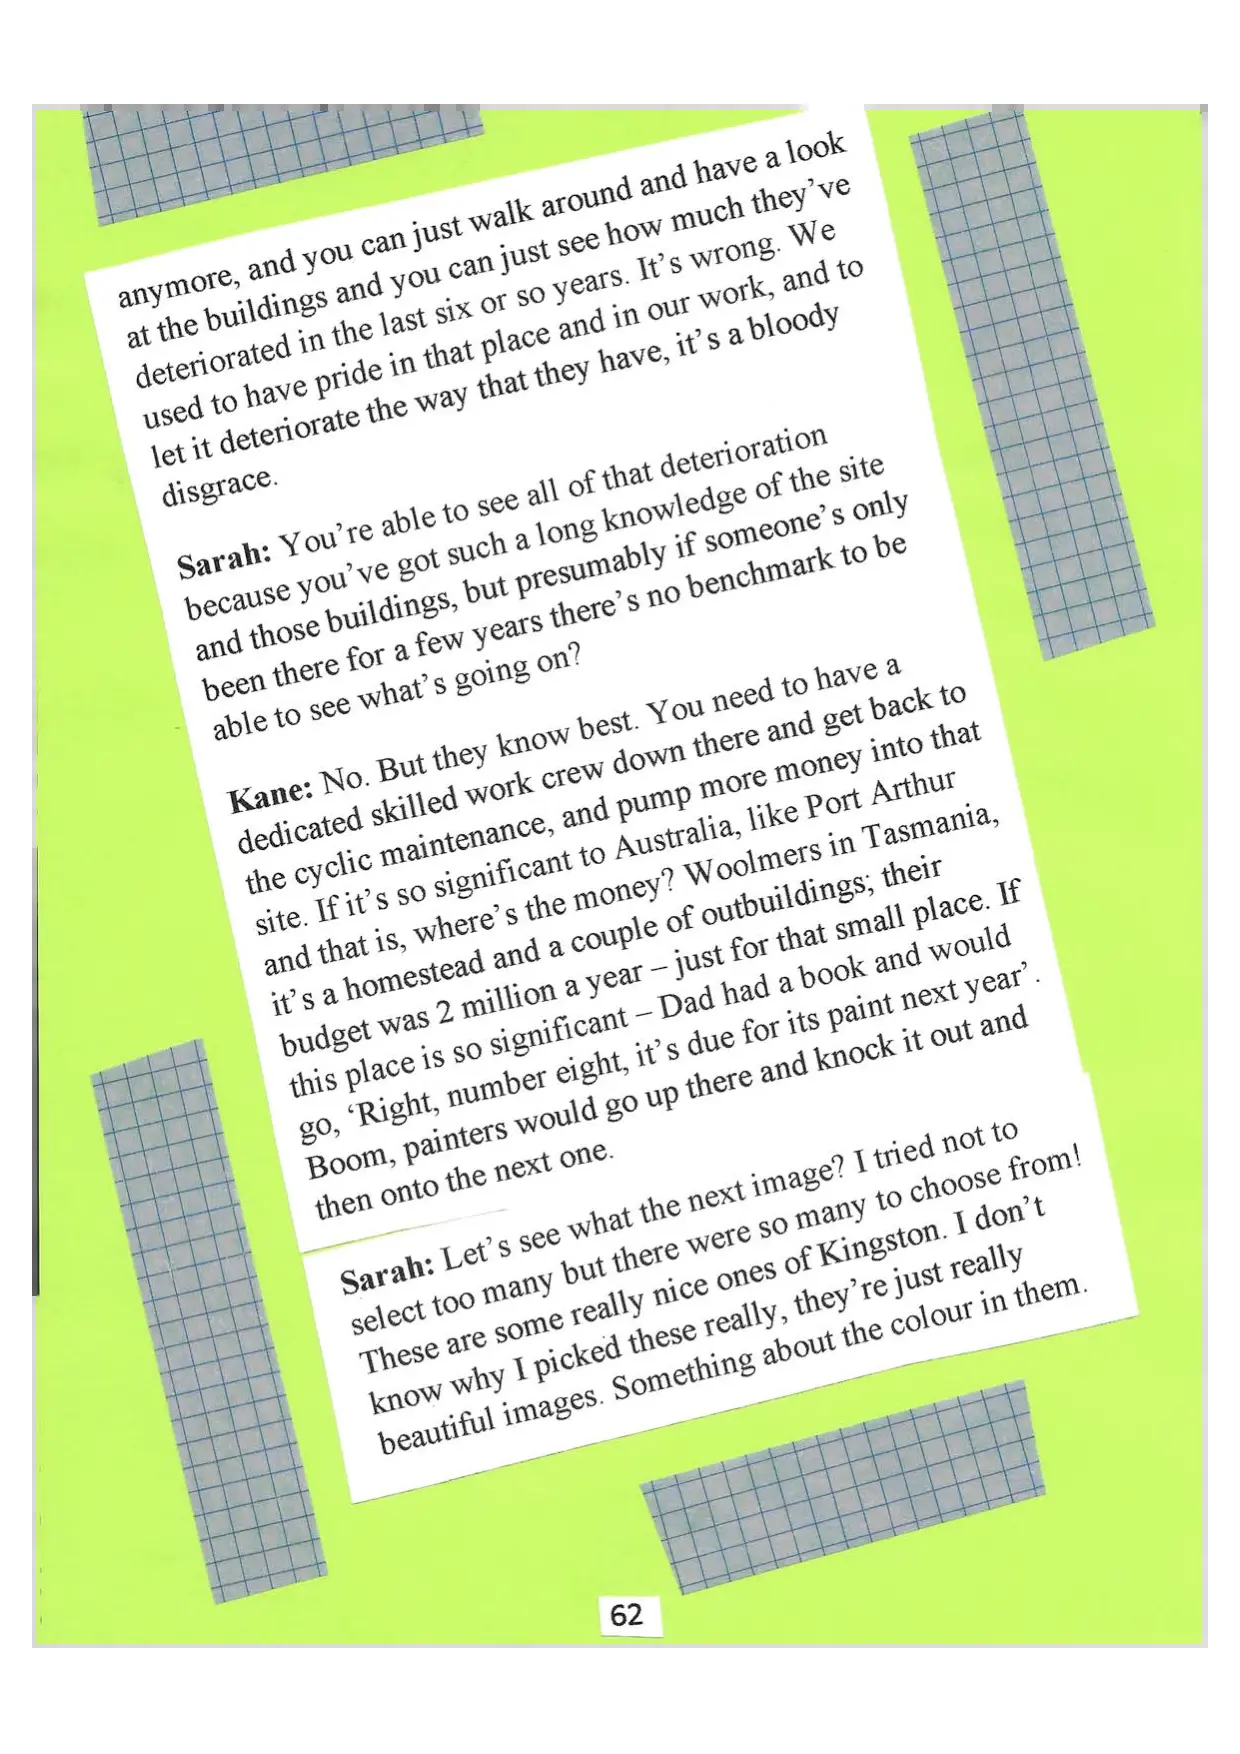 anymore, and you can just walk around and have a look
at the buildings and you can just see how much they've
deteriorated in the last six or so years. It's wrong. We
used to have pride in that place and in our work, and to
let it deteriorate the way that they have, it's a bloody
disgrace.
Sarah: You're able to see all of that deterioration
because you've got such a long knowledge of the site
and those buildings, but presumably if someone's only
been there for a few years there's no benchmark to be
able to see what's going on?
Kane: No. But they know best. You need to have a
dedicated skilled work crew down there and get back to
the cyclic maintenance, and pump more money into that
site. If it's so significant to Australia, like Port Arthur
and that is, where's the money? Woolmers in Tasmania,
it's a homestead and a couple of outbuildings; their
budget was 2 million a year – just for that small place. If
this place is so significant – Dad had a book and would
go, 'Right, number eight, it's due for its paint next year'.
Boom, painters would go up there and knock it out and
then onto the next one.
Sarah: Let's see what the next image? I tried not to
select too many but there were so many to choose from!
These are some really nice ones of Kingston. I don't
know why I picked these really, they're just really
beautiful images. Something about the colour in them.
62